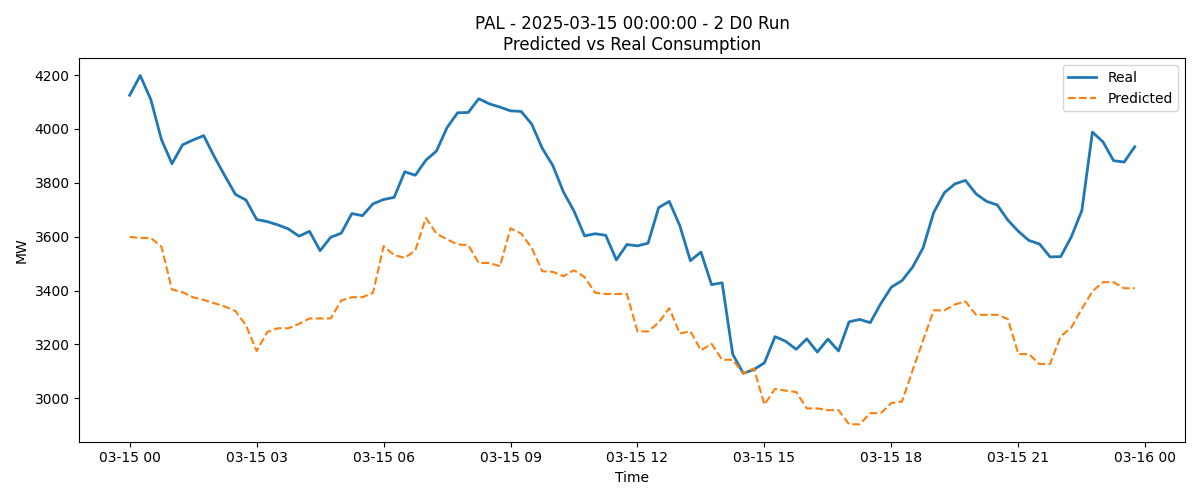 PAL - 2025-03-15 00:00:00 - 2 D0 Run
Predicted vs Real Consumption
Real
Predicted
MW
4200
4000
3800
3600
3400
3200
3000
03-15 00
03-15 03
03-15 06
03-15 09
03-15 12
03-15 15
03-15 18
03-15 21
03-16 00
Time